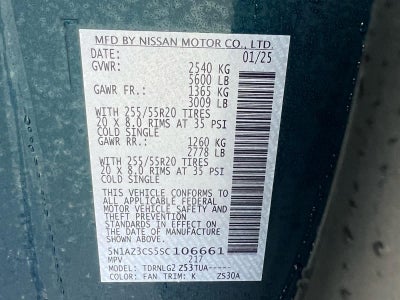 MFD BY NISSAN MOTOR CO., LTD.
DATE: 01/25
GVWR: 2540 KG
5600 LB
GAWR FR.: 1365 KG
3009 LB
WITH 255/55R20 TIRES
20 X 8.0 RIMS AT 35 PSI
COLD SINGLE
GAWR RR.: 1260 KG
2778 LB
WITH 255/55R20 TIRES
20 X 8.0 RIMS AT 35 PSI
COLD SINGLE
THIS VEHICLE CONFORMS TO
ALL APPLICABLE FEDERAL
MOTOR VEHICLE SAFETY
AND THEFT PREVENTION
STANDARDS IN EFFECT ON
THE DATE OF MANUFACTURE
SHOWN ABOVE.
5N1AZ3CS5SC106661
MPV 217
MODEL: TDRNLG2 Z53TUA-----
COLOR: FAN TRIM: K ZS30A